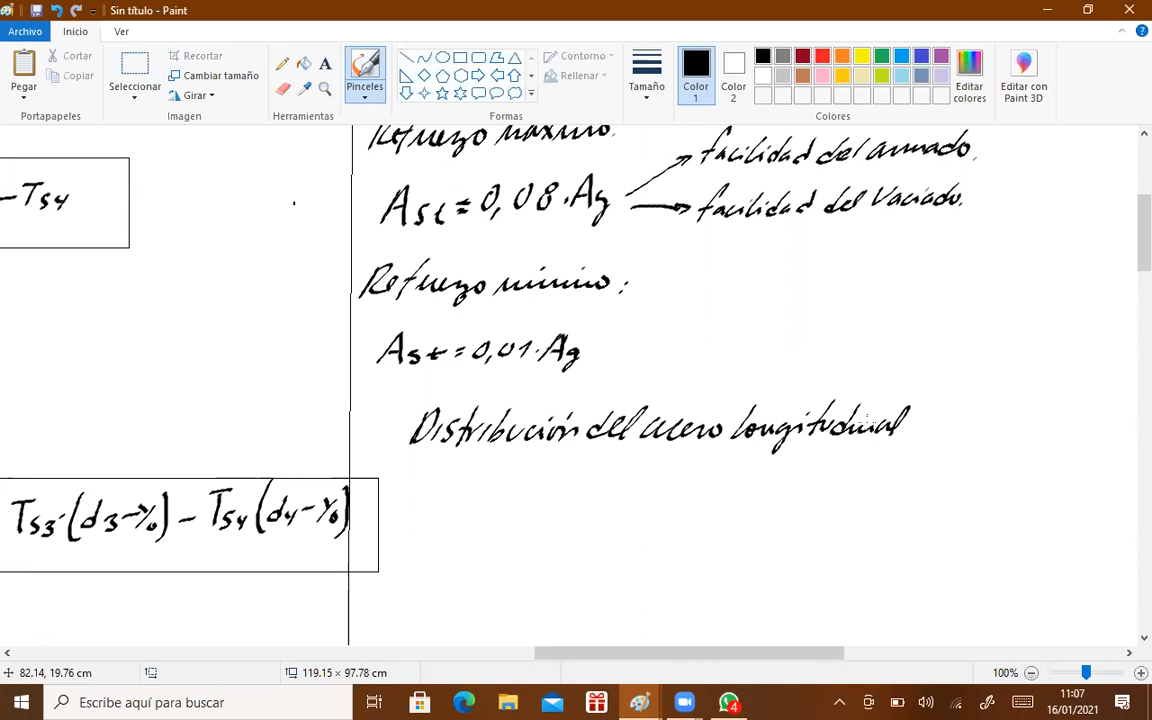 Sin título - Paint
Archivo Inicio Ver
Pegar
Cortar
Copiar
Portapapeles
Seleccionar
Recortar
Cambiar tamaño
Girar
Imagen
Herramientas
Pinceles
Contorno
Rellenar
Formas
Tamaño
Color 1
Color 2
Editar colores
Editar con Paint 3D
Colores
Refuerzo máximo.
Ast = 0,08 · Ag
facilidad del armado.
facilidad del Vaciado.
- Ts4
Refuerzo mínimo:
Ast = 0,01 · Ag
Distribución del acero longitudinal
Ts3·(d3 - Yo) - Ts4(d4 - Yo)
82.14, 19.76 cm
119.15 × 97.78 cm
100%
Escribe aquí para buscar
4
11:07
16/01/2021